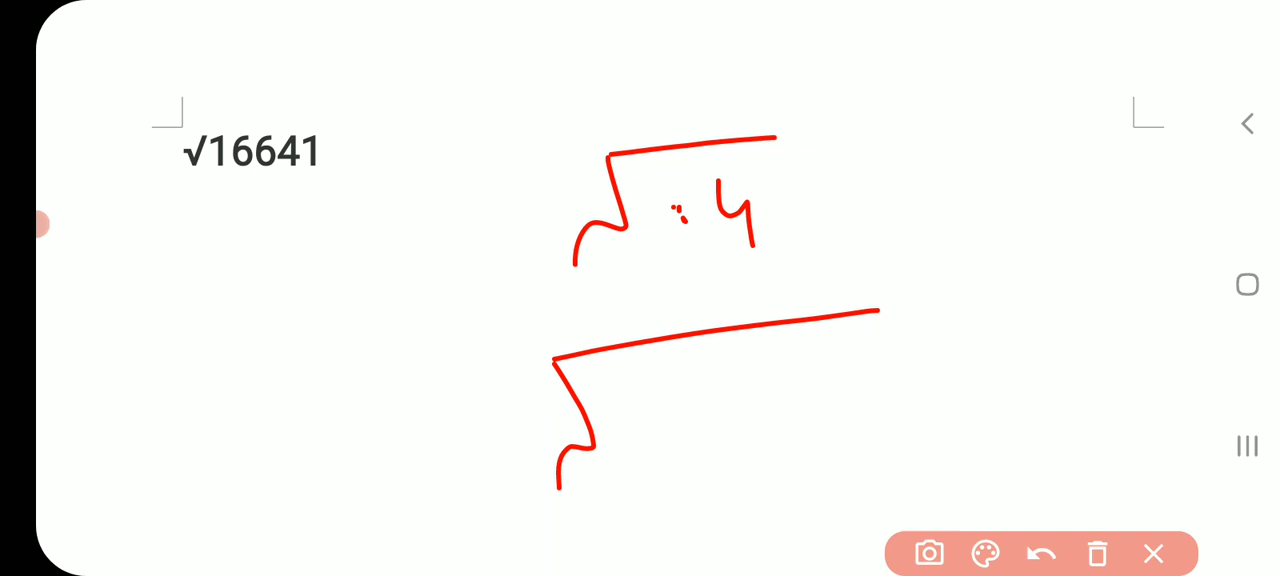 √16641
√ : 4
√